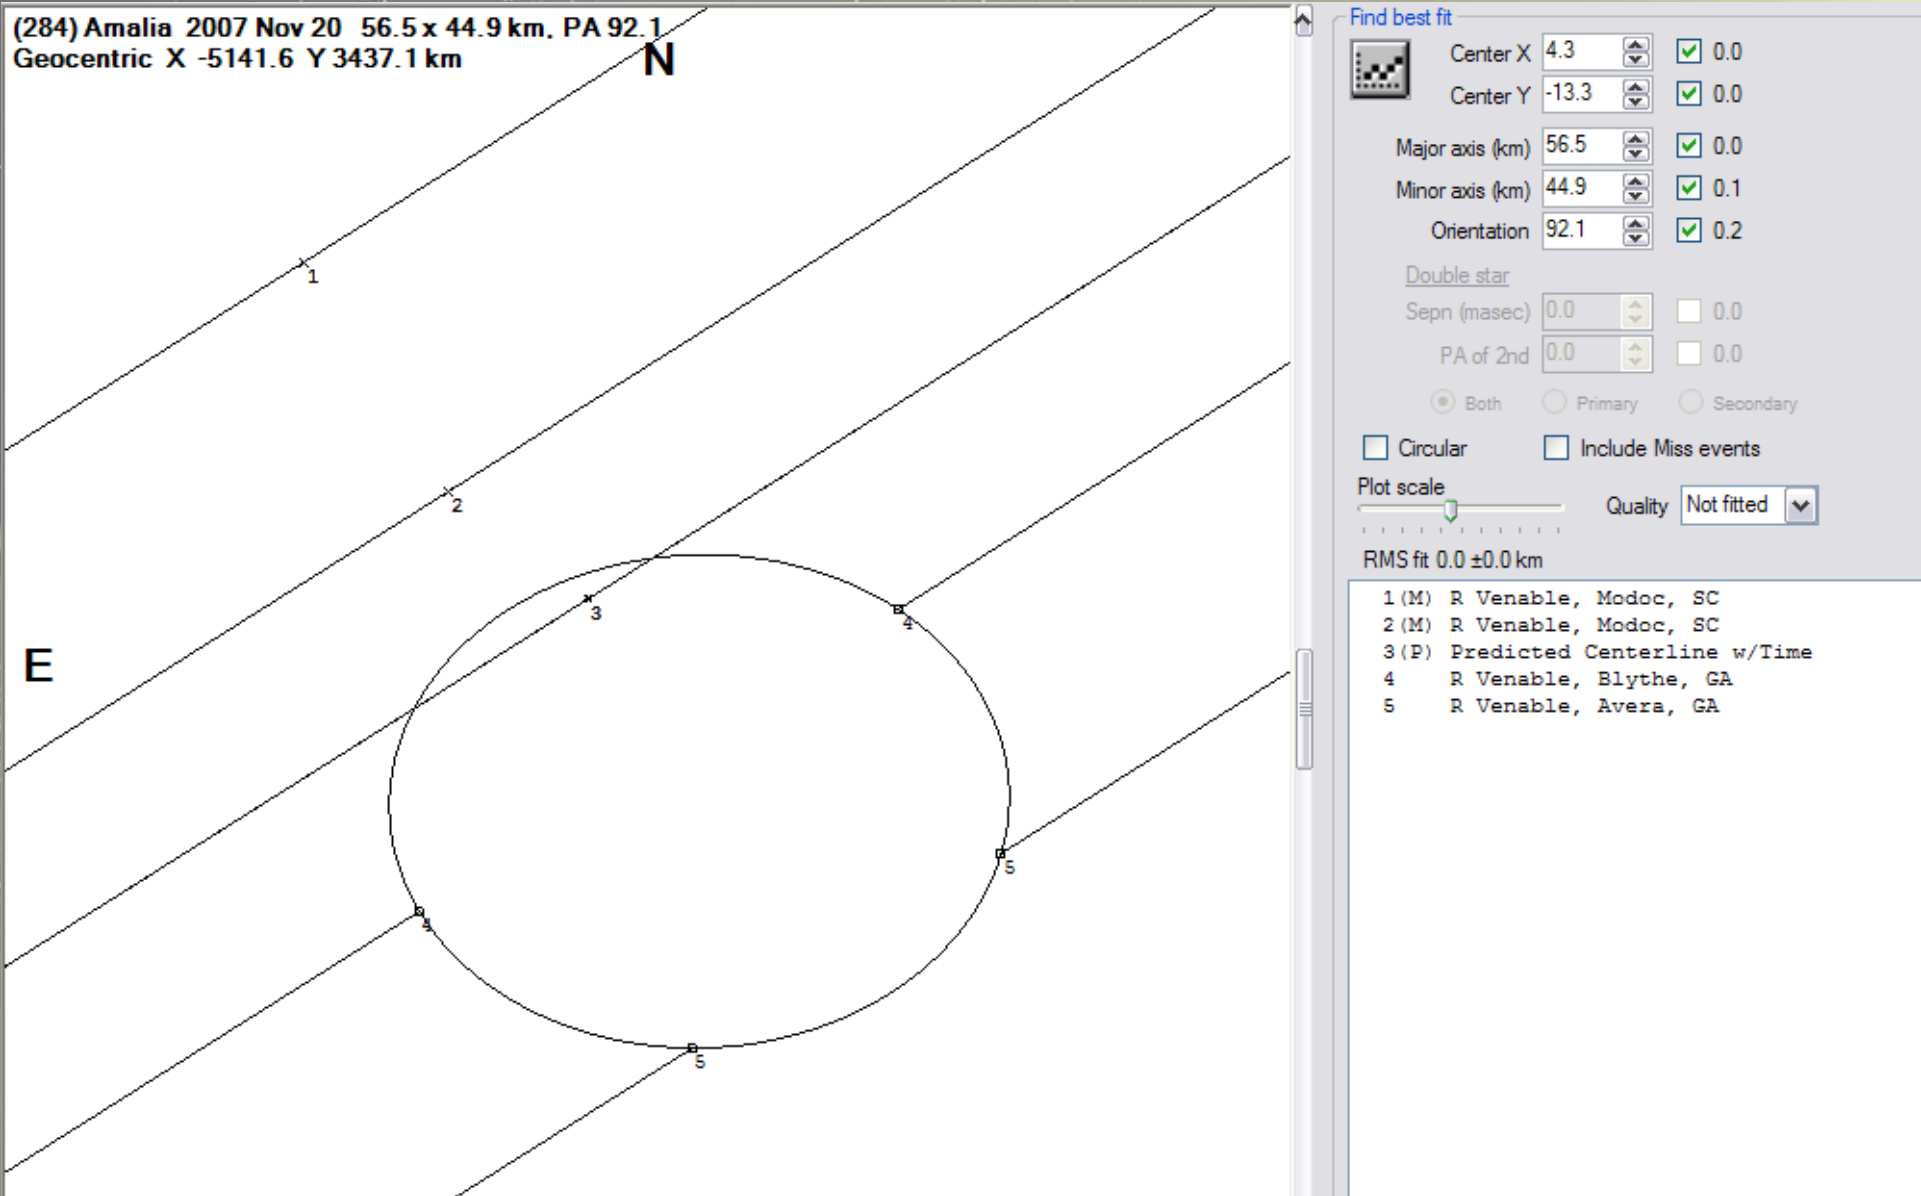 (284) Amalia 2007 Nov 20 56.5 x 44.9 km, PA 92.1
Geocentric X -5141.6 Y 3437.1 km
N
E
1
2
3
4
5
4
5
Find best fit
Center X 4.3 0.0
Center Y -13.3 0.0
Major axis (km) 56.5 0.0
Minor axis (km) 44.9 0.1
Orientation 92.1 0.2
Double star
Sepn (masec) 0.0 0.0
PA of 2nd 0.0 0.0
Both Primary Secondary
Circular Include Miss events
Plot scale
Quality Not fitted
RMS fit 0.0 ±0.0 km
1(M) R Venable, Modoc, SC
2(M) R Venable, Modoc, SC
3(P) Predicted Centerline w/Time
4 R Venable, Blythe, GA
5 R Venable, Avera, GA